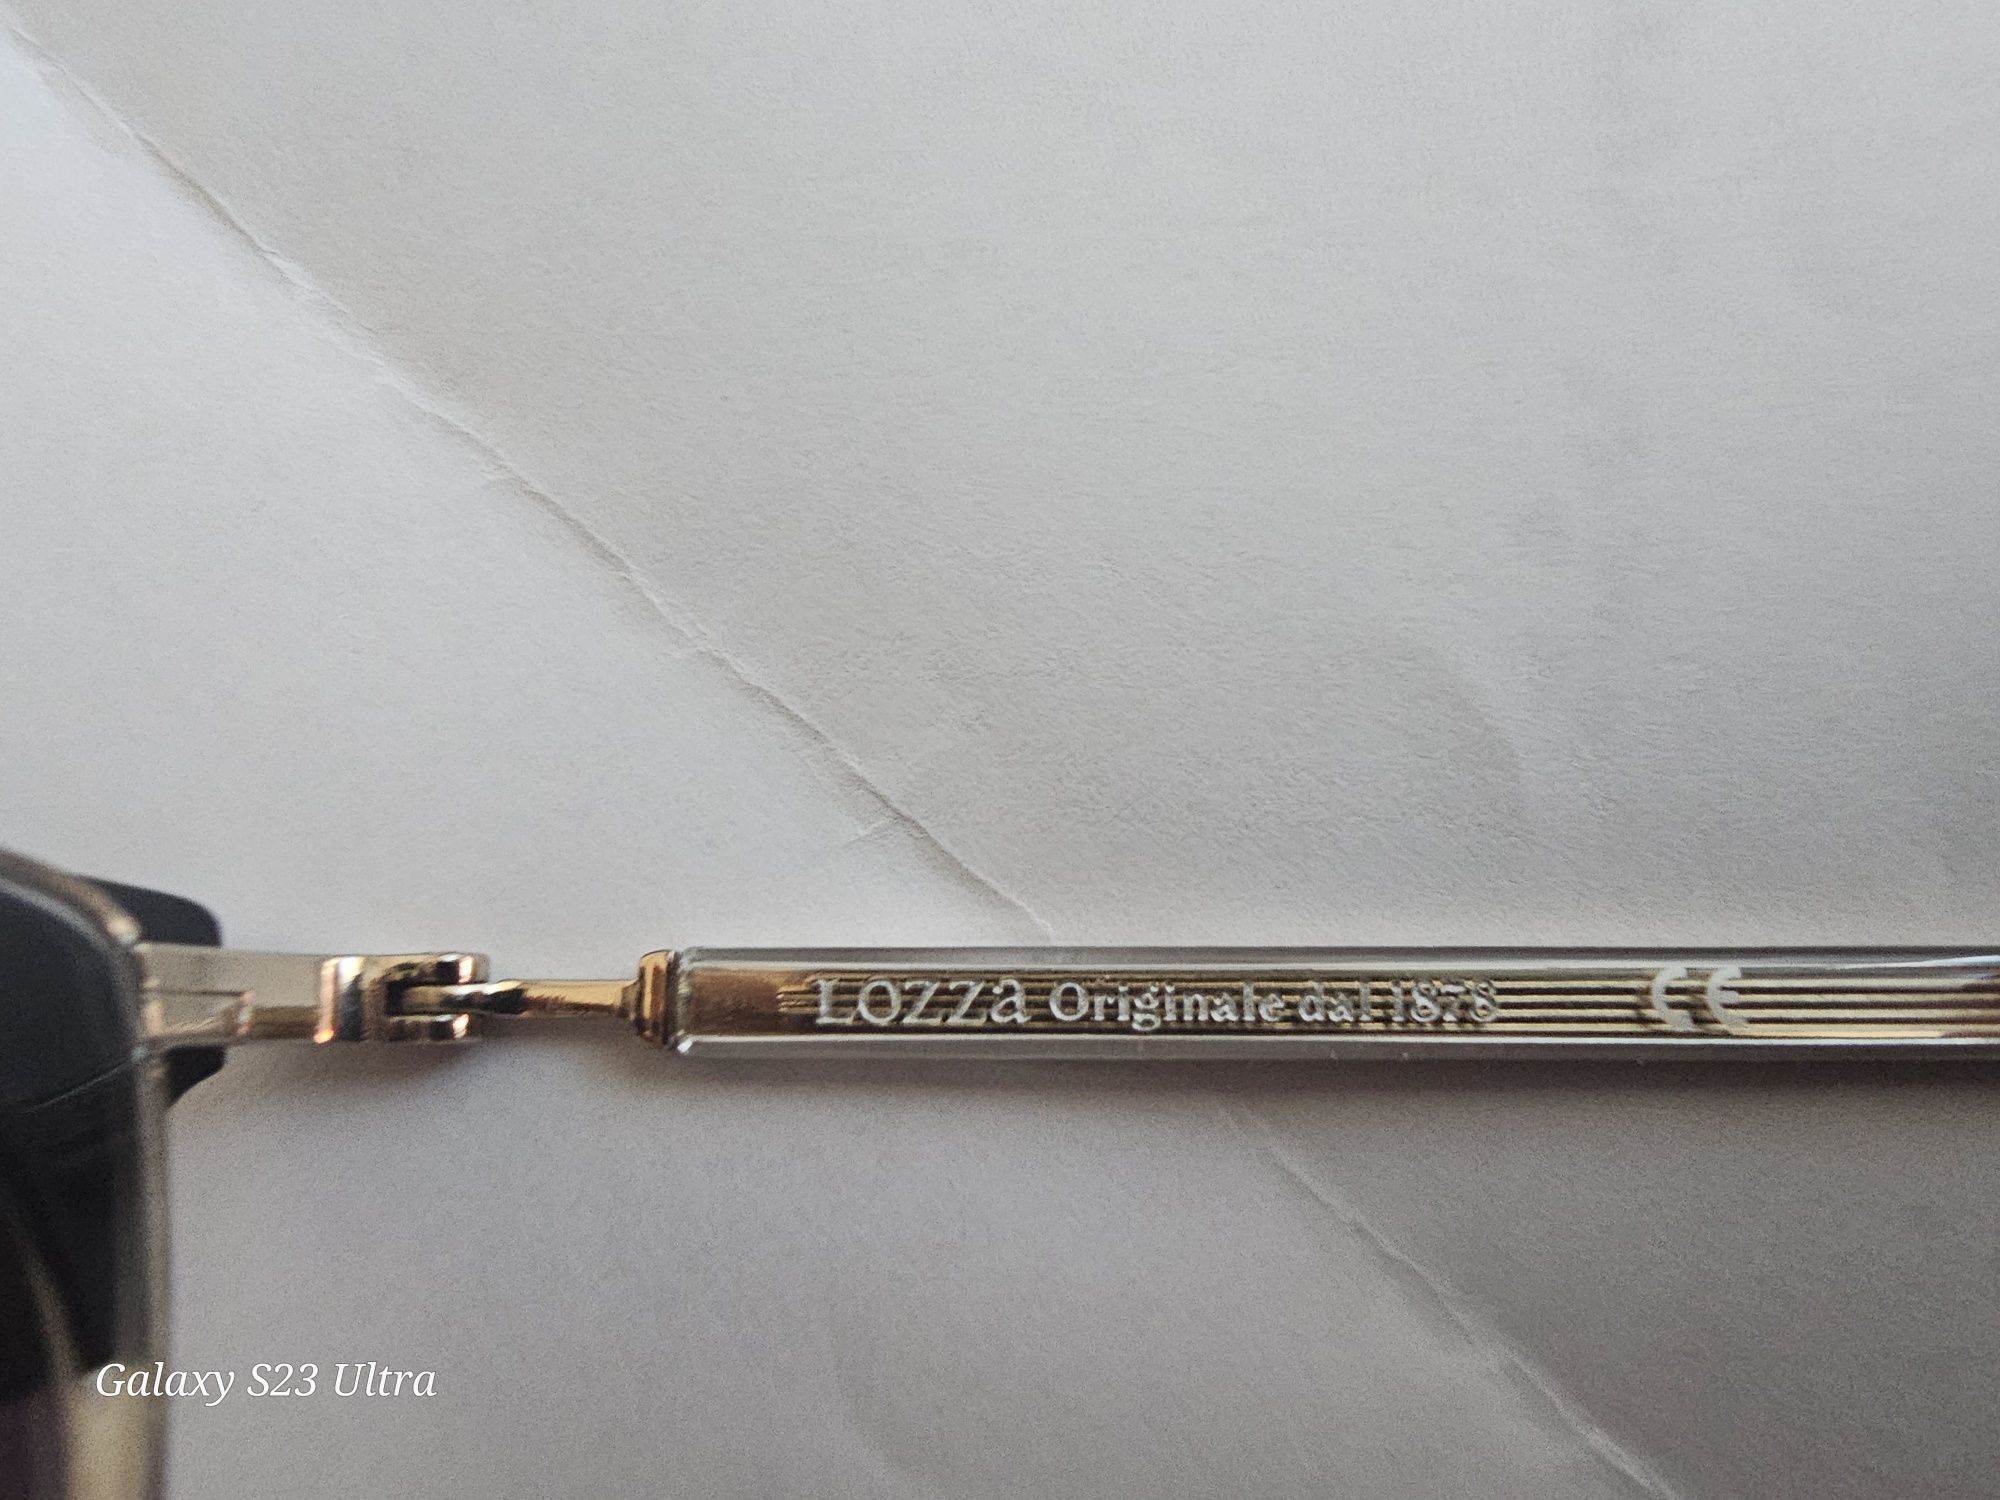 LOZZa Originale dal 1878 CE
Galaxy S23 Ultra